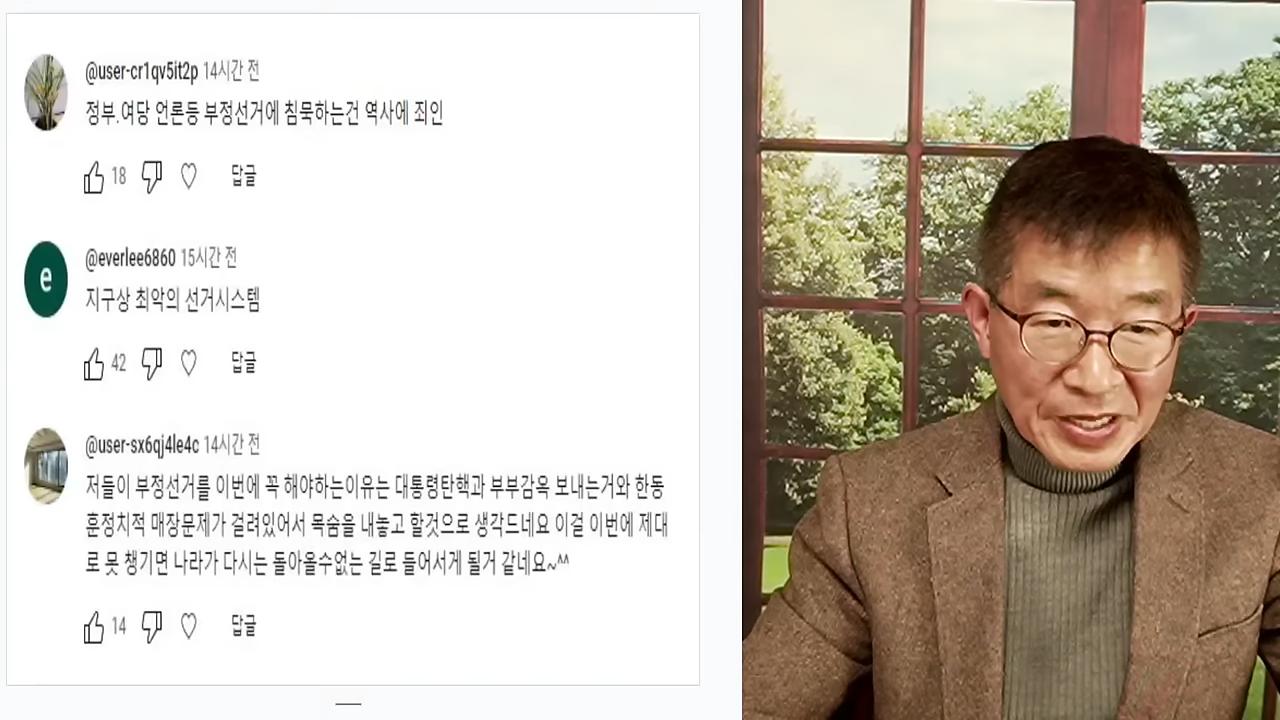 @user-cr1qv5it2p 14시간 전
정부.여당 언론등 부정선거에 침묵하는건 역사에 죄인
18 답글
e
@everlee6860 15시간 전
지구상 최악의 선거시스템
42 답글
@user-sx6qj4le4c 14시간 전
저들이 부정선거를 이번에 꼭 해야하는이유는 대통령탄핵과 부부감옥 보내는거와 한동
훈정치적 매장문제가 걸려있어서 목숨을 내놓고 할것으로 생각드네요 이걸 이번에 제대
로 못 챙기면 나라가 다시는 돌아올수없는 길로 들어서게 될거 같네요~^^
14 답글